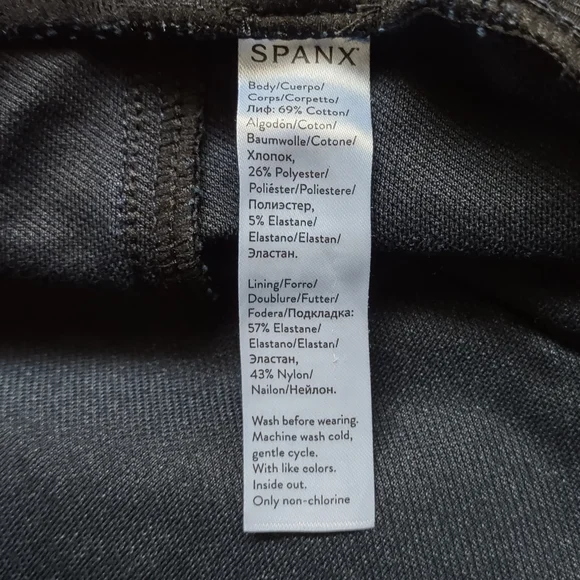 SPANX
Body/Cuerpo/
Corps/Corpetto/
Лиф: 69% Cotton/
Algodón/Coton/
Baumwolle/Cotone/
Хлопок,
26% Polyester/
Poliéster/Poliestere/
Полиэстер,
5% Elastane/
Elastano/Elastan/
Эластан.
Lining/Forro/
Doublure/Futter/
Fodera/Подкладка:
57% Elastane/
Elastano/Elastan/
Эластан,
43% Nylon/
Nailon/Нейлон.
Wash before wearing.
Machine wash cold,
gentle cycle.
With like colors.
Inside out.
Only non-chlorine